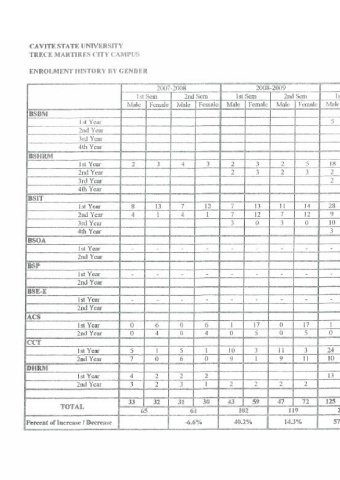 CAVITE STATE UNIVERSITY
TRECE MARTIRES CITY CAMPUS
ENROLMENT HISTORY BY GENDER
2007-2008 2008-2009
1st Sem 2nd Sem 1st Sem 2nd Sem 1s
Male Female Male Female Male Female Male Female Male
BSBM
1st Year 5
2nd Year
3rd Year
4th Year
BSHRM
1st Year 2 3 4 3 2 3 2 5 18
2nd Year 2 3 2 3 2
3rd Year 2
4th Year
BSIT
1st Year 8 13 7 12 7 13 11 14 28
2nd Year 4 1 4 1 7 12 7 12 9
3rd Year 3 0 3 0 10
4th Year 3
BSOA
1st Year - - - - - - - - -
2nd Year
BSP
1st Year - - - - - - - - -
2nd Year
BSE-E
1st Year - - - - - - - - -
2nd Year
ACS
1st Year 0 6 0 6 1 17 0 17 1
2nd Year 0 4 0 4 0 5 0 5 0
CCT
1st Year 5 1 5 1 10 3 11 3 24
2nd Year 7 0 6 0 9 1 9 11 10
DHRM
1st Year 4 2 2 2 13
2nd Year 3 2 3 1 2 2 2 2
TOTAL 33 32 31 30 43 59 47 72 125
65 61 102 119 2
Percent of Increase / Decrease -6.6% 40.2% 14.3% 57